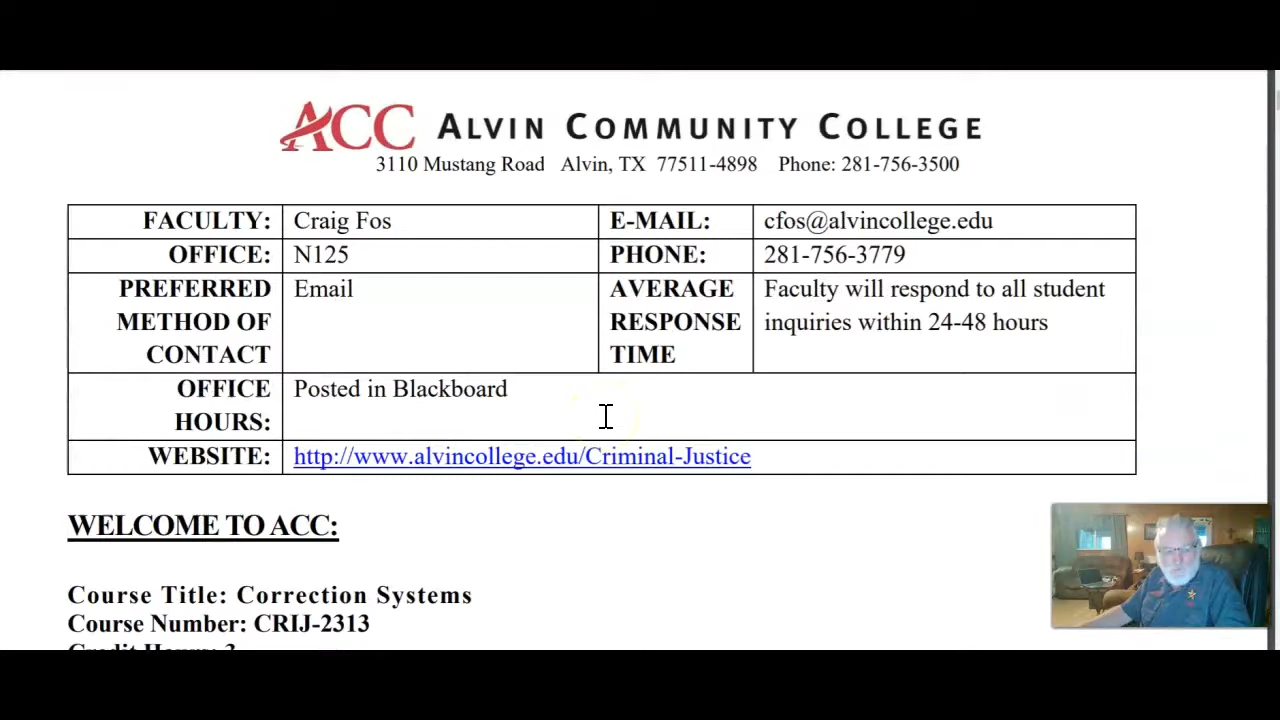 ACC ALVIN COMMUNITY COLLEGE
3110 Mustang Road Alvin, TX 77511-4898 Phone: 281-756-3500
FACULTY: Craig Fos E-MAIL: cfos@alvincollege.edu
OFFICE: N125 PHONE: 281-756-3779
PREFERRED METHOD OF CONTACT Email AVERAGE RESPONSE TIME Faculty will respond to all student inquiries within 24-48 hours
OFFICE HOURS: Posted in Blackboard
WEBSITE: http://www.alvincollege.edu/Criminal-Justice
WELCOME TO ACC:
Course Title: Correction Systems
Course Number: CRIJ-2313
Credit Hours: 3